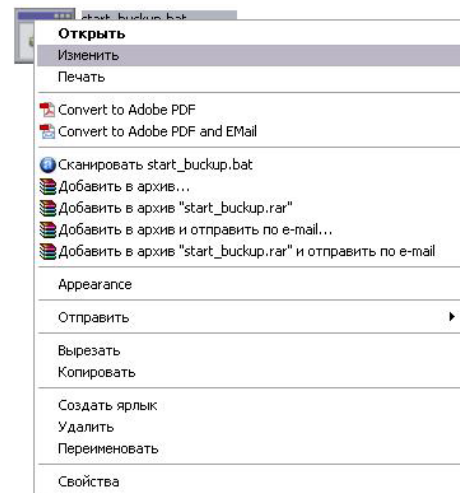 start_buckup.bat
Открыть
Изменить
Печать
Convert to Adobe PDF
Convert to Adobe PDF and EMail
Сканировать start_buckup.bat
Добавить в архив...
Добавить в архив "start_buckup.rar"
Добавить в архив и отправить по e-mail...
Добавить в архив "start_buckup.rar" и отправить по e-mail
Appearance
Отправить
Вырезать
Копировать
Создать ярлык
Удалить
Переименовать
Свойства